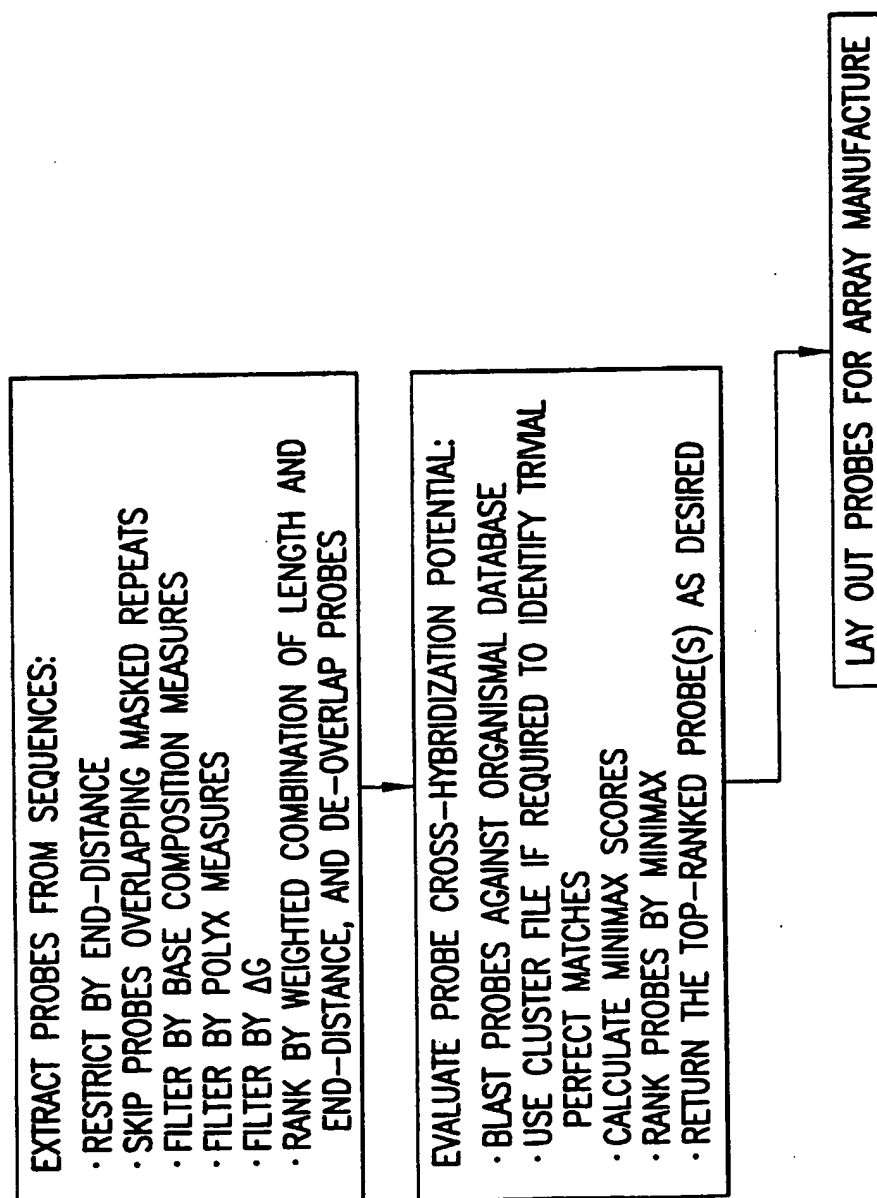 EXTRACT PROBES FROM SEQUENCES:
· RESTRICT BY END-DISTANCE
· SKIP PROBES OVERLAPPING MASKED REPEATS
· FILTER BY BASE COMPOSITION MEASURES
· FILTER BY POLYX MEASURES
· FILTER BY ΔG
· RANK BY WEIGHTED COMBINATION OF LENGTH AND
END-DISTANCE, AND DE-OVERLAP PROBES
EVALUATE PROBE CROSS-HYBRIDIZATION POTENTIAL:
· BLAST PROBES AGAINST ORGANISMAL DATABASE
· USE CLUSTER FILE IF REQUIRED TO IDENTIFY TRIVIAL
PERFECT MATCHES
· CALCULATE MINIMAX SCORES
· RANK PROBES BY MINIMAX
· RETURN THE TOP-RANKED PROBE(S) AS DESIRED
LAY OUT PROBES FOR ARRAY MANUFACTURE